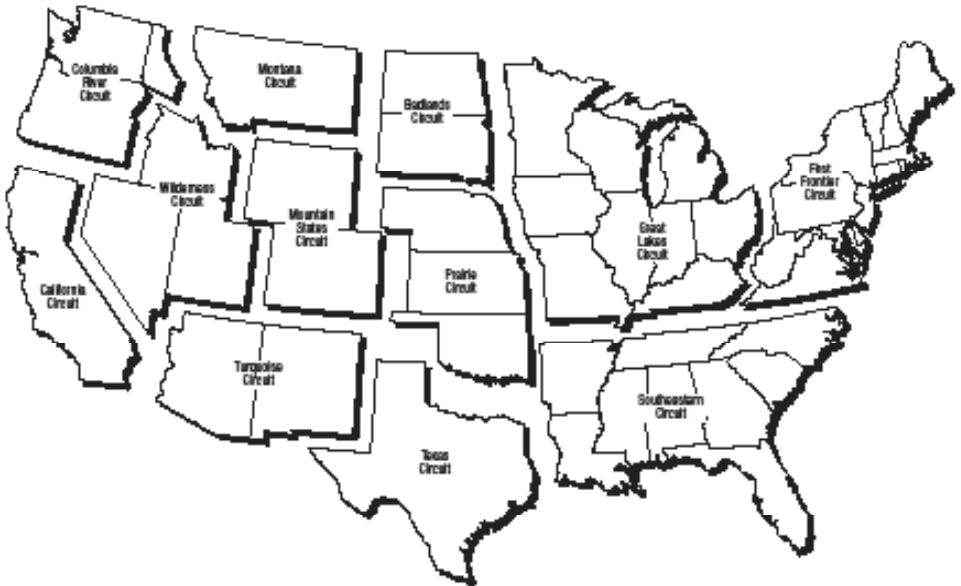 Columbia
River
Circuit
Montana
Circuit
Badlands
Circuit
First
Frontier
Circuit
Wilderness
Circuit
Mountain
States
Circuit
Great
Lakes
Circuit
Prairie
Circuit
California
Circuit
Turquoise
Circuit
Southeastern
Circuit
Texas
Circuit